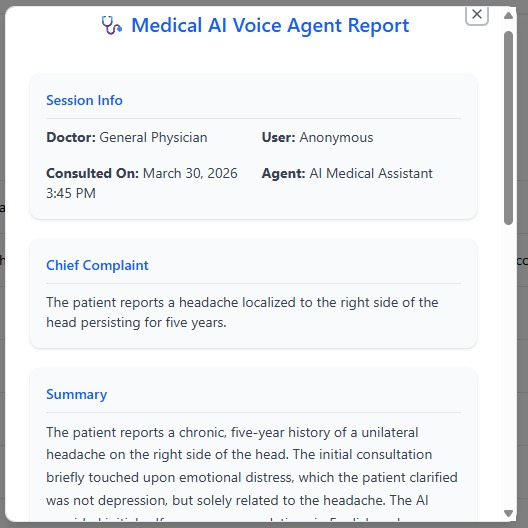 Medical AI Voice Agent Report
Session Info
Doctor: General Physician
User: Anonymous
Consulted On: March 30, 2026
3:45 PM
Agent: AI Medical Assistant
Chief Complaint
The patient reports a headache localized to the right side of the
head persisting for five years.
Summary
The patient reports a chronic, five-year history of a unilateral
headache on the right side of the head. The initial consultation
briefly touched upon emotional distress, which the patient clarified
was not depression, but solely related to the headache. The AI